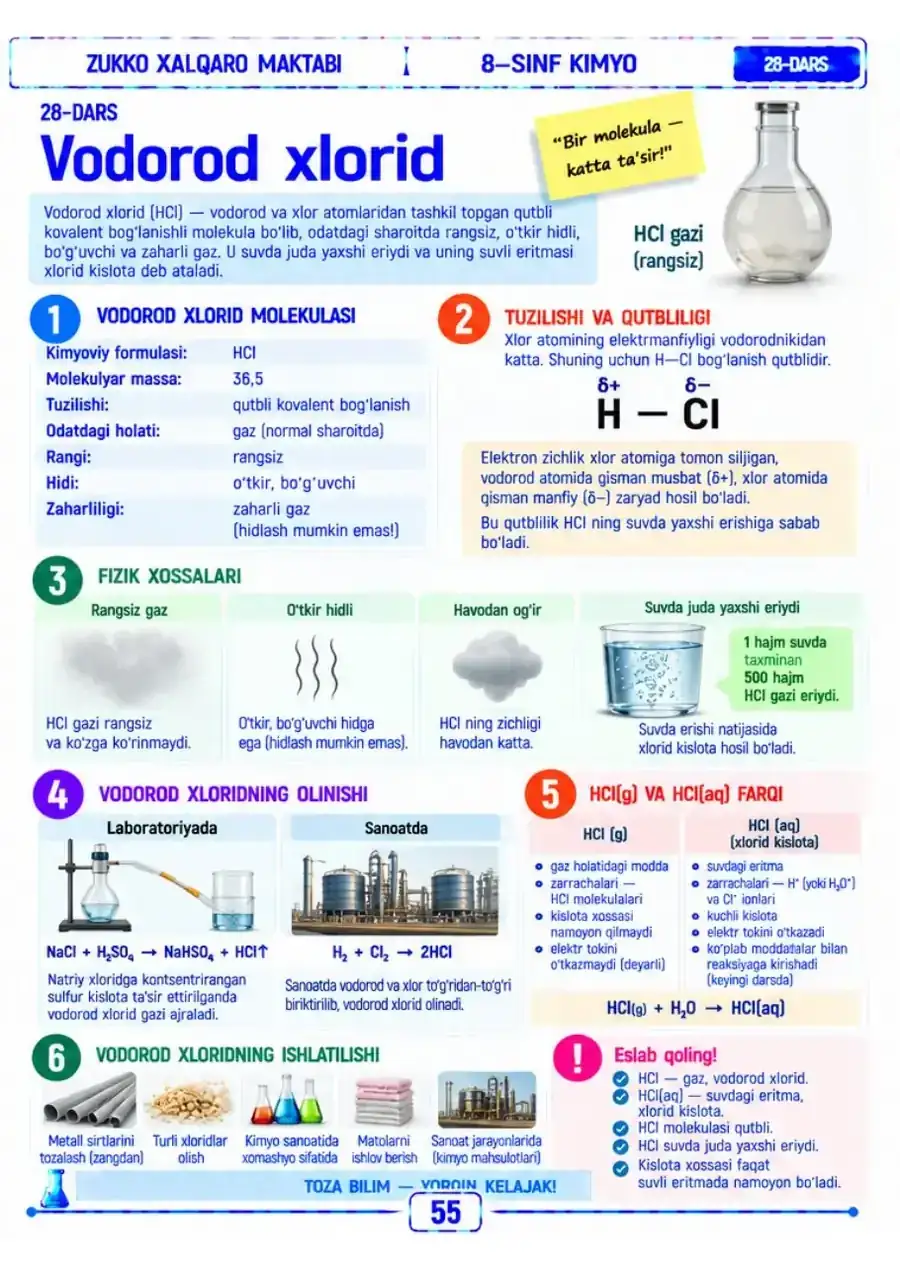 ZUKKO XALQARO MAKTABI
8–SINF KIMYO
28-DARS
28-DARS
Vodorod xlorid
“Bir molekula —
katta ta'sir!”
Vodorod xlorid (HCl) — vodorod va xlor atomlaridan tashkil topgan qutbli
kovalent bog‘lanishli molekula bo‘lib, odatdagi sharoitda rangsiz, o‘tkir hidli,
bo‘g‘uvchi va zaharli gaz. U suvda juda yaxshi eriydi va uning suvli eritmasi
xlorid kislota deb ataladi.
HCl gazi
(rangsiz)
1 VODOROD XLORID MOLEKULASI
Kimyoviy formulasi: HCl
Molekulyar massa: 36,5
Tuzilishi: qutbli kovalent bog‘lanish
Odatdagi holati: gaz (normal sharoitda)
Rangi: rangsiz
Hidi: o‘tkir, bo‘g‘uvchi
Zaharliligi: zaharli gaz
(hidlash mumkin emas!)
2 TUZILISHI VA QUTBLILIGI
Xlor atomining elektrmanfiyligi vodorodnikidan
katta. Shuning uchun H—Cl bog‘lanish qutblidir.
δ+ δ−
H — Cl
Elektron zichlik xlor atomiga tomon siljigan,
vodorod atomida gisman musbat (δ+), xlor atomida
qisman manfiy (δ−) zaryad hosil bo‘ladi.
Bu qutblilik HCl ning suvda yaxshi erishiga sabab
bo‘ladi.
3 FIZIK XOSSALARI
Rangsiz gaz
HCl gazi rangsiz
va ko‘zga ko‘rinmaydi.
O‘tkir hidli
O‘tkir, bo‘g‘uvchi hidga
ega (hidlash mumkin emas).
Havodan og‘ir
HCl ning zichligi
havodan katta.
Suvda juda yaxshi eriydi
1 hajm suvda
taxminan
500 hajm
HCl gazi eriydi.
Suvda erishi natijasida
xlorid kislota hosil bo‘ladi.
4 VODOROD XLORIDNING OLINISHI
Laboratoriyada
NaCl + H₂SO₄ → NaHSO₄ + HCl↑
Natriy xloridga kontsentrirangan
sulfur kislota ta'sir ettirilganda
vodorod xlorid gazi ajraladi.
Sanoatda
H₂ + Cl₂ → 2HCl
Sanoatda vodorod va xlor to‘g‘ridan-to‘g‘ri
biriktirilib, vodorod xlorid olinadi.
5 HCl(g) VA HCl(aq) FARQI
HCl (g)
gaz holatidagi modda
zarrachalari —
HCl molekulalari
kislota xossasi
namoyon qilmaydi
elektr tokini
o‘tkazmaydi (deyarli)
HCl (aq)
(xlorid kislota)
suvdagi eritma
zarrachalari — H⁺ (yoki H₃O⁺)
va Cl⁻ ionlari
kuchli kislota
elektr tokini o‘tkazadi
ko‘plab moddatlalar bilan
reaksiyaga kirishadi
(keyingi darsda)
HCl(g) + H₂O → HCl(aq)
6 VODOROD XLORIDNING ISHLATILISHI
Metall sirtlarini
tozalash (zangdan)
Turli xloridlar
olish
Kimyo sanoatida
xomashyo sifatida
Matolarni
ishlov berish
Sanoat jarayonlarida
(kimyo mahsulotlari)
! Eslab qoling!
HCl — gaz, vodorod xlorid.
HCl(aq) — suvdagi eritma,
xlorid kislota.
HCl molekulasi qutbli.
HCl suvda juda yaxshi eriydi.
Kislota xossasi faqat
suvli eritmada namoyon bo‘ladi.
TOZA BILIM — YORQIN KELAJAK!
55